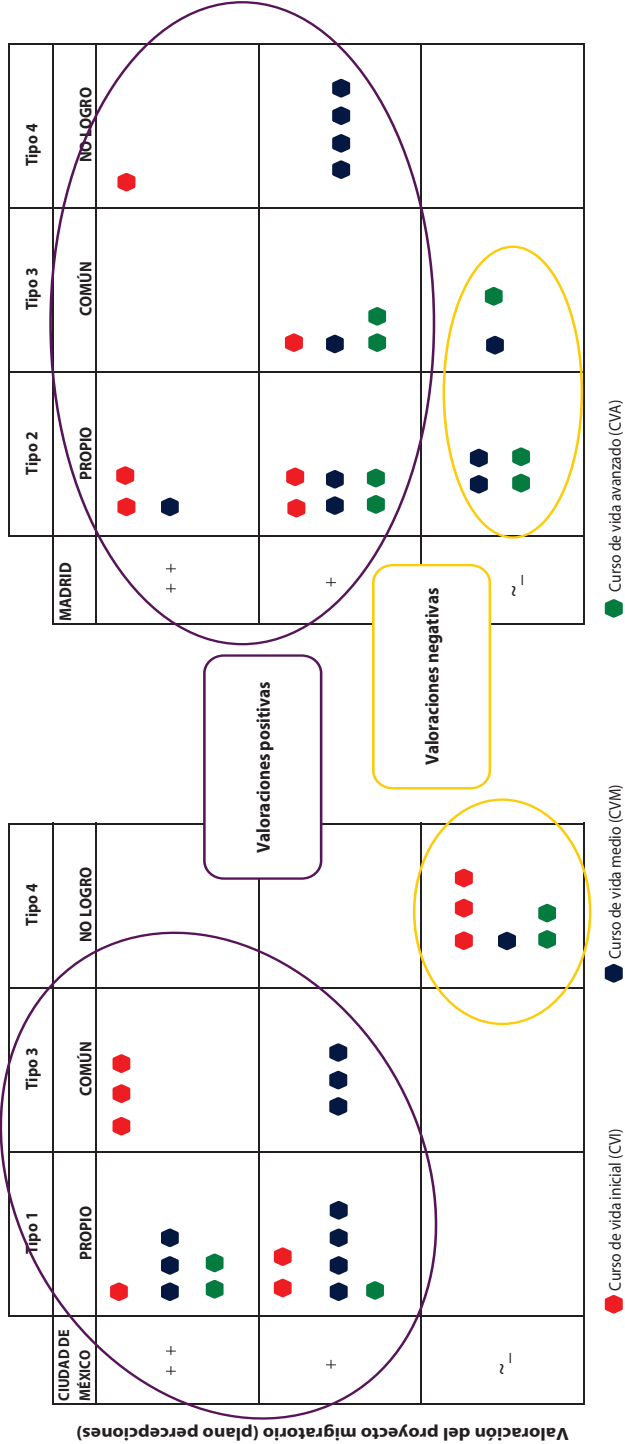 Valoración del proyecto migratorio (plano percepciones)
Tipo 1
Tipo 3
Tipo 4
CIUDAD DE
MÉXICO
PROPIO
COMÚN
NO LOGRO
+ +
+
~ –
Valoraciones positivas
Valoraciones negativas
Tipo 2
Tipo 3
Tipo 4
MADRID
PROPIO
COMÚN
NO LOGRO
+ +
+
~ –
Curso de vida inicial (CVI)
Curso de vida medio (CVM)
Curso de vida avanzado (CVA)